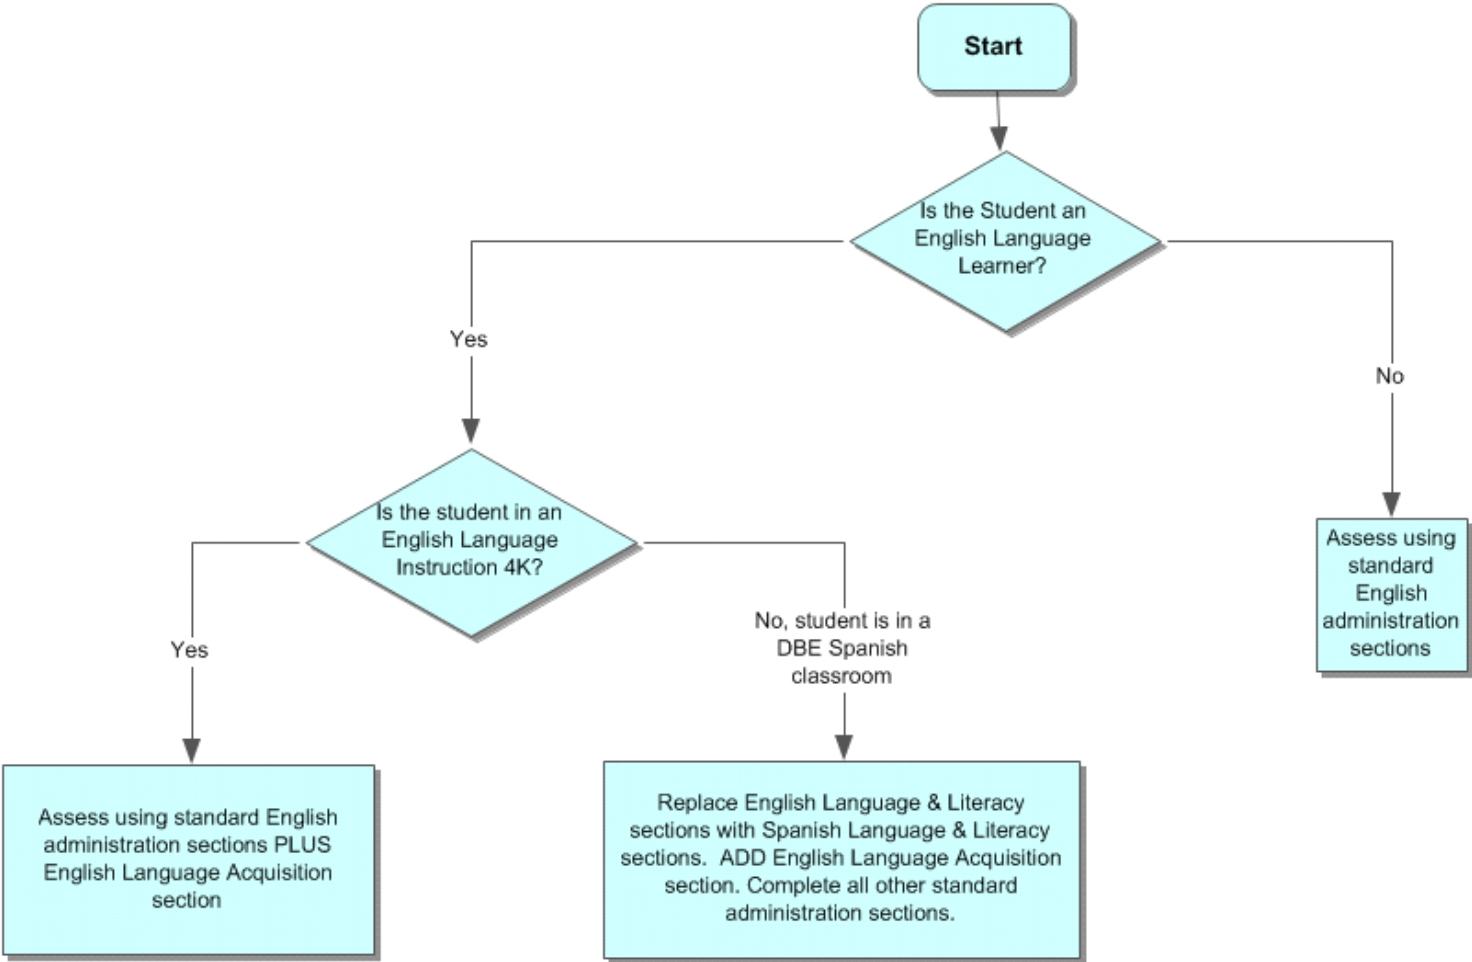 Start
Is the Student an
English Language
Learner?
Yes
No
Is the student in an
English Language
Instruction 4K?
Assess using
standard
English
administration
sections
Yes
No, student is in a
DBE Spanish
classroom
Assess using standard English
administration sections PLUS
English Language Acquisition
section
Replace English Language & Literacy
sections with Spanish Language & Literacy
sections.  ADD English Language Acquisition
section. Complete all other standard
administration sections.